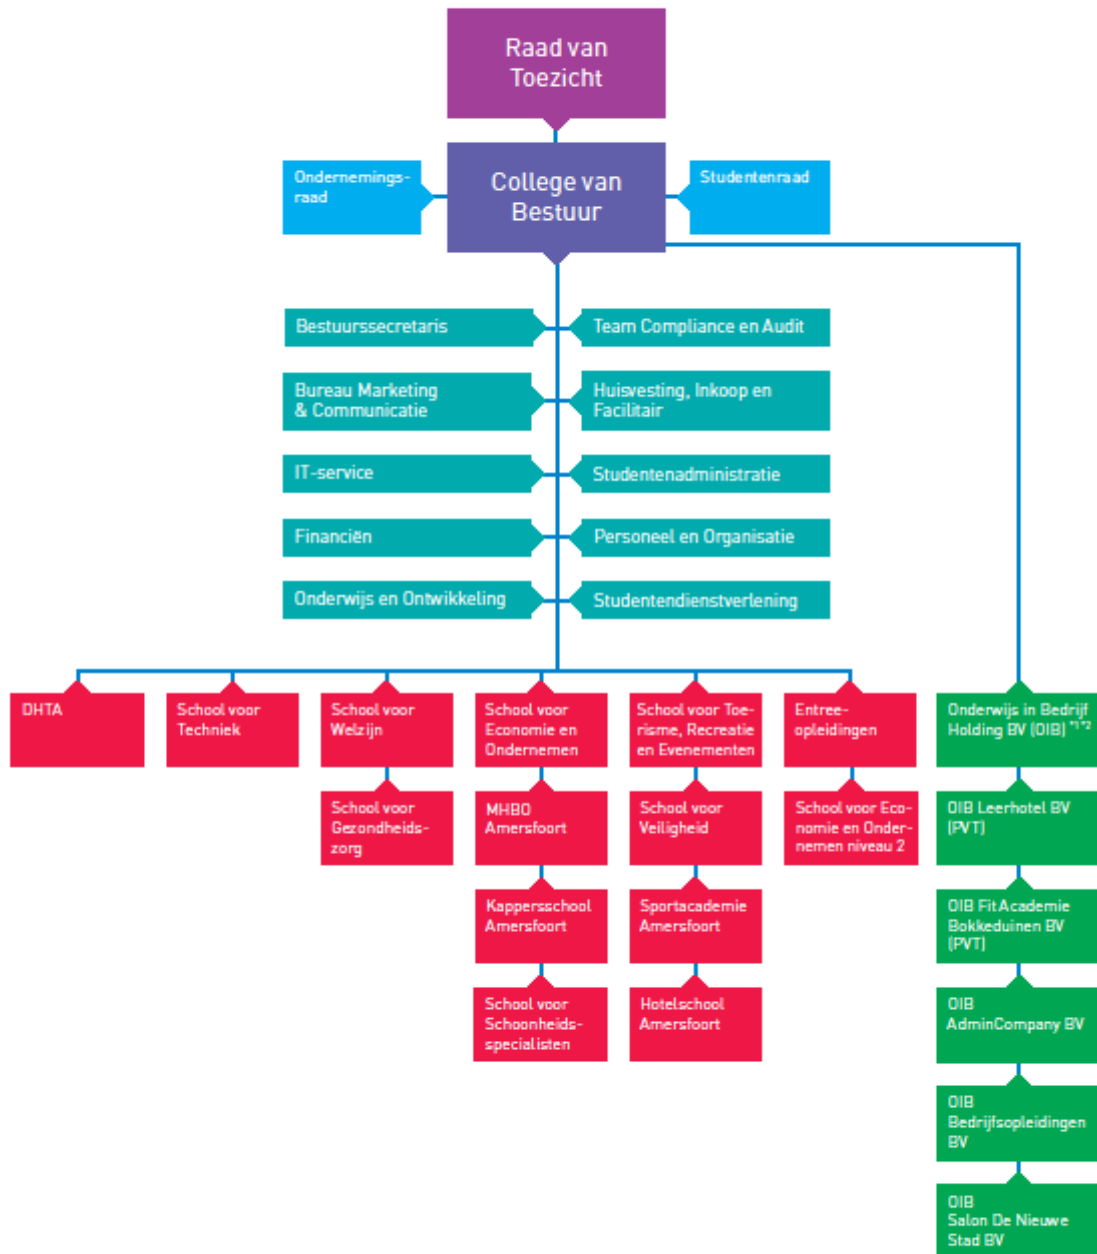 Raad van
Toezicht
Ondernemings-
raad
College van
Bestuur
Studentenraad
Bestuurssecretaris
Team Compliance en Audit
Bureau Marketing
& Communicatie
Huisvesting, Inkoop en
Facilitair
IT-service
Studentenadministratie
Financiën
Personeel en Organisatie
Onderwijs en Ontwikkeling
Studentendienstverlening
DHTA
School voor
Techniek
School voor
Welzijn
School voor
Economie en
Ondernemen
School voor Toe-
risme, Recreatie
en Evenementen
Entree-
opleidingen
Onderwijs in Bedrijf
Holding BV (OIB) *1*2
School voor
Gezondheids-
zorg
MHBO
Amersfoort
School voor
Veiligheid
School voor Eco-
nomie en Onder-
nemen niveau 2
OIB Leerhotel BV
(PVT)
Kappersschool
Amersfoort
Sportacademie
Amersfoort
OIB Fit Academie
Bokkeduinen BV
(PVT)
School voor
Schoonheids-
specialisten
Hotelschool
Amersfoort
OIB
AdminCompany BV
OIB
Bedrijfsopleidingen
BV
OIB
Salon De Nieuwe
Stad BV